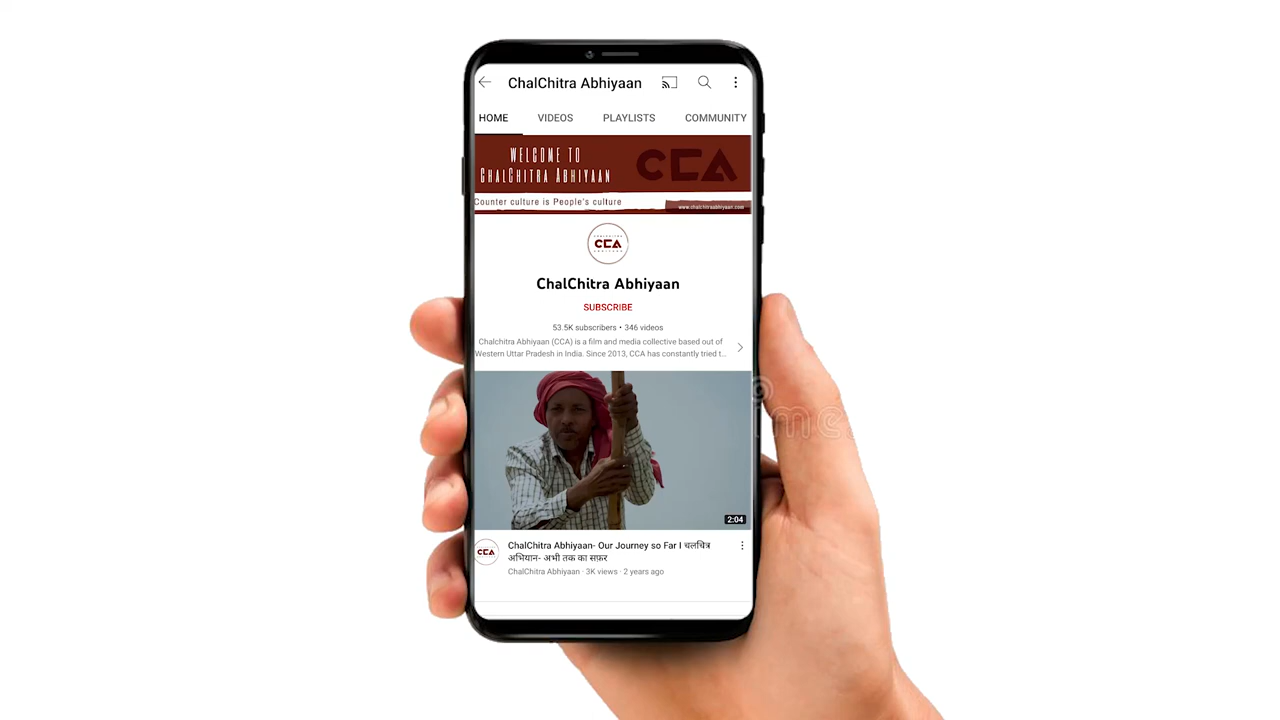 ChalChitra Abhiyaan
HOME VIDEOS PLAYLISTS COMMUNITY
WELCOME TO
CHALCHITRA ABHIYAAN
CCA
Counter culture is People's culture
www.chalchitraabhiyaan.com
CCA
ChalChitra Abhiyaan
SUBSCRIBE
53.5K subscribers • 346 videos
Chalchitra Abhiyaan (CCA) is a film and media collective based out of
Western Uttar Pradesh in India. Since 2013, CCA has constantly tried t...
2:04
CCA
ChalChitra Abhiyaan- Our Journey so Far I चलचित्र
अभियान- अभी तक का सफ़र
ChalChitra Abhiyaan · 3K views · 2 years ago